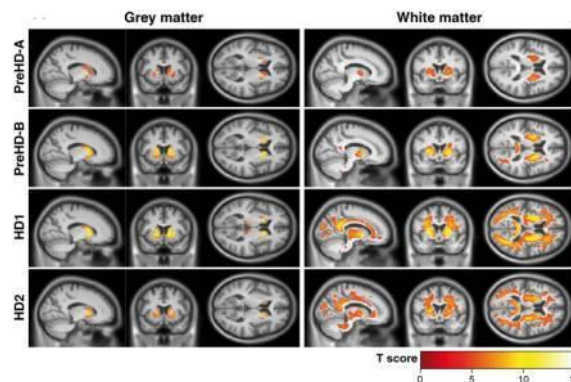 Grey matter
White matter
PreHD-A
PreHD-B
HD1
HD2
T score
0
5
10